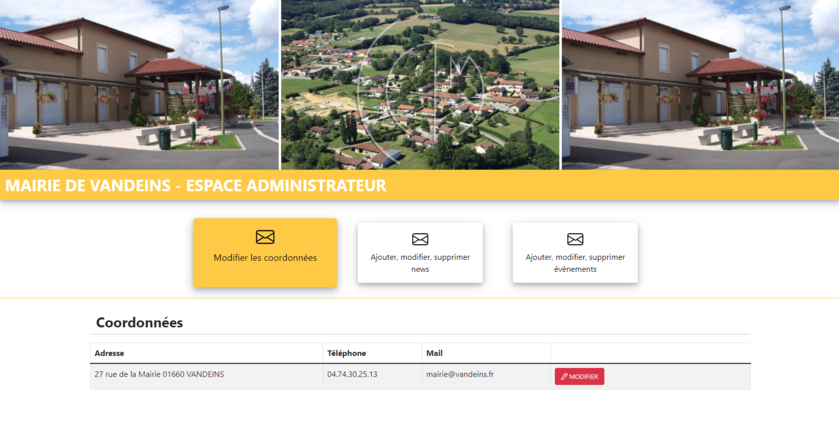 MAIRIE DE VANDEINS - ESPACE ADMINISTRATEUR
Modifier les coordonnées
Ajouter, modifier, supprimer
news
Ajouter, modifier, supprimer
évènements
Coordonnées
Adresse Téléphone Mail
27 rue de la Mairie 01660 VANDEINS 04.74.30.25.13 mairie@vandeins.fr MODIFIER